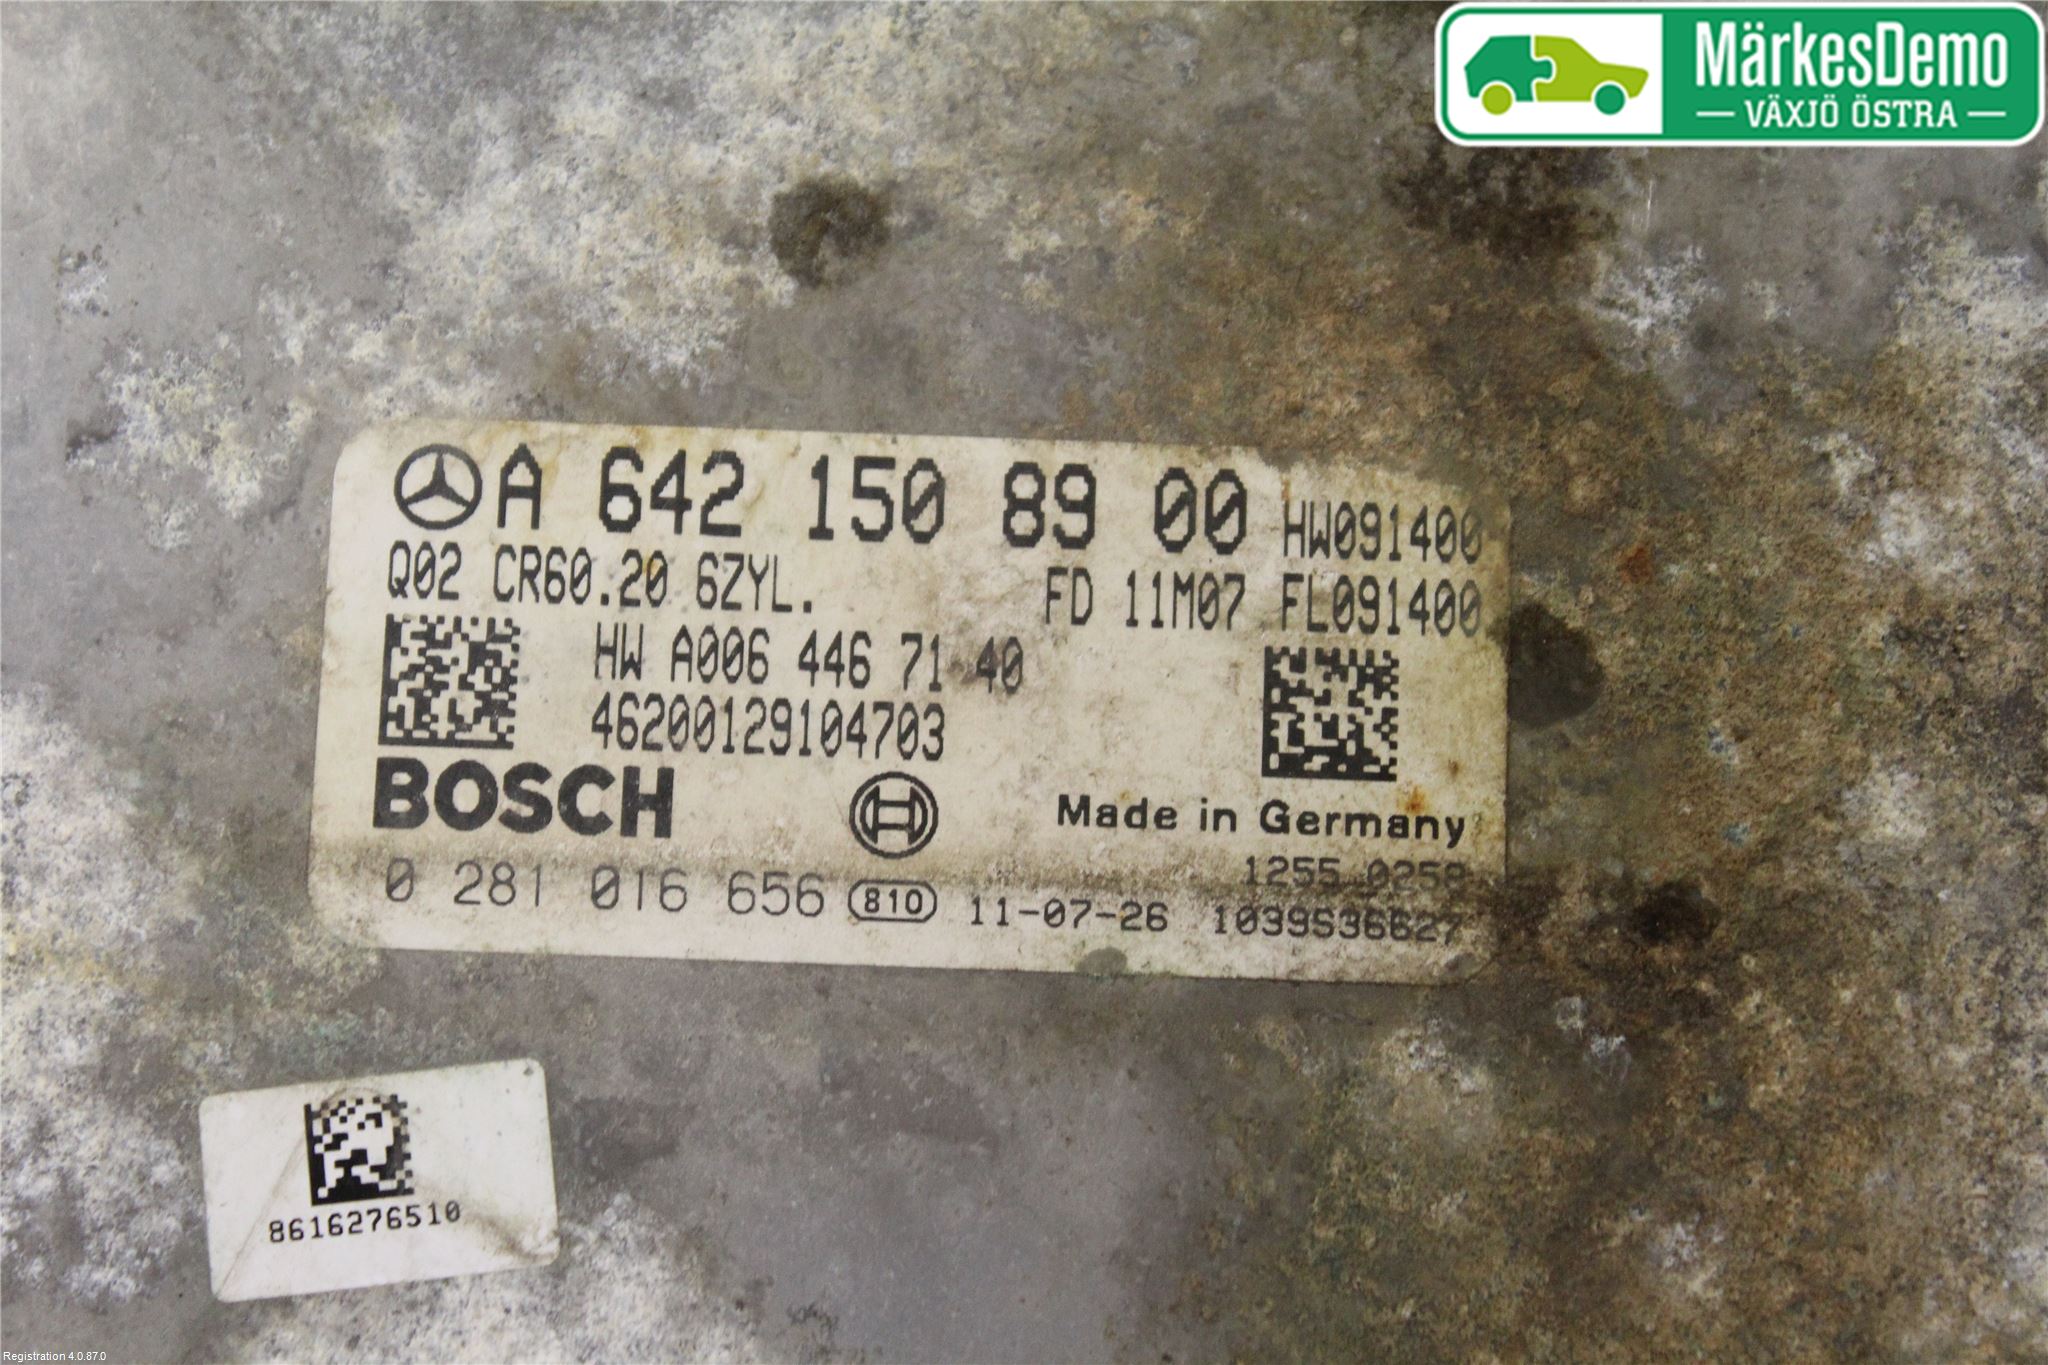 MärkesDemo
VÄXJÖ ÖSTRA
A 642 150 89 00 HW091400
Q02 CR60.20 6ZYL. FD 11M07 FL091400
HW A006 446 71 40
46200129104703
BOSCH
Made in Germany
0 281 016 656 810 11-07-26
1255 0258
1039S36627
8616276510
Registration 4.0.87.0